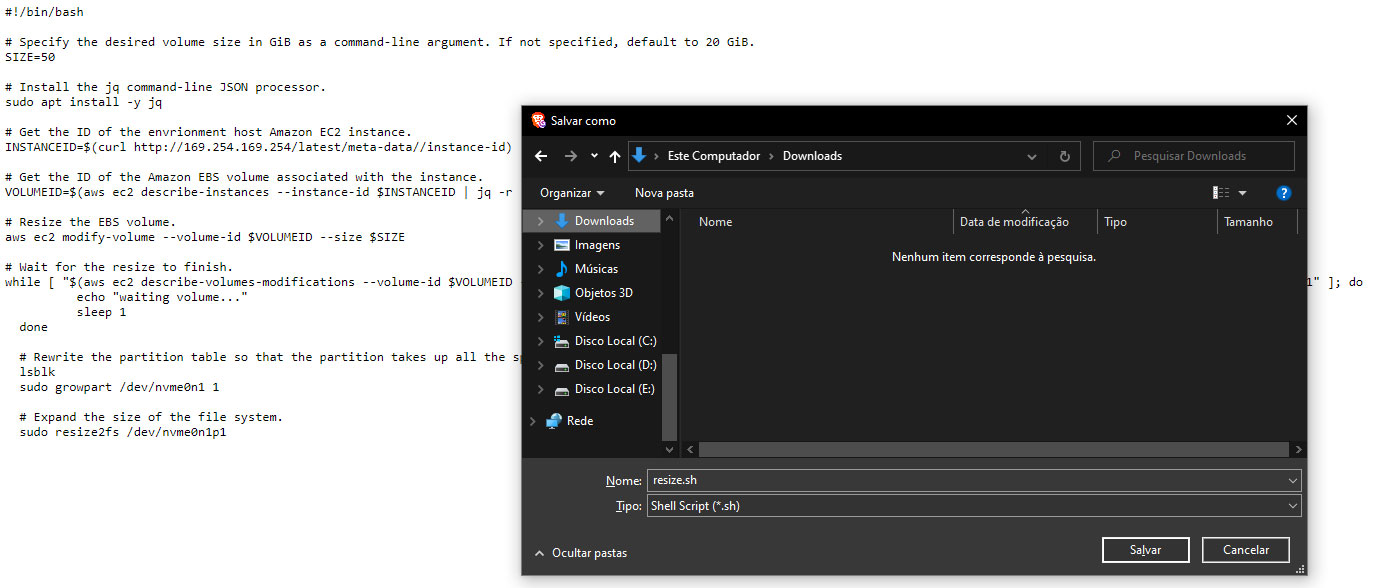 #!/bin/bash
# Specify the desired volume size in GiB as a command-line argument. If not specified, default to 20 GiB.
SIZE=50
# Install the jq command-line JSON processor.
sudo apt install -y jq
# Get the ID of the envrionment host Amazon EC2 instance.
INSTANCEID=$(curl http://169.254.169.254/latest/meta-data//instance-id)
# Get the ID of the Amazon EBS volume associated with the instance.
VOLUMEID=$(aws ec2 describe-instances --instance-id $INSTANCEID | jq -r
# Resize the EBS volume.
aws ec2 modify-volume --volume-id $VOLUMEID --size $SIZE
# Wait for the resize to finish.
while [ "$(aws ec2 describe-volumes-modifications --volume-id $VOLUMEID 1" ]; do
echo "waiting volume..."
sleep 1
done
# Rewrite the partition table so that the partition takes up all the
lsblk
sudo growpart /dev/nvme0n1 1
# Expand the size of the file system.
sudo resize2fs /dev/nvme0n1p1
Salvar como
Este Computador > Downloads
Pesquisar Downloads
Organizar
Nova pasta
Downloads
Imagens
Músicas
Objetos 3D
Vídeos
Disco Local (C:)
Disco Local (D:)
Disco Local (E:)
Rede
Nome Data de modificação Tipo Tamanho
Nenhum item corresponde à pesquisa.
Nome: resize.sh
Tipo: Shell Script (*.sh)
Ocultar pastas
Salvar Cancelar